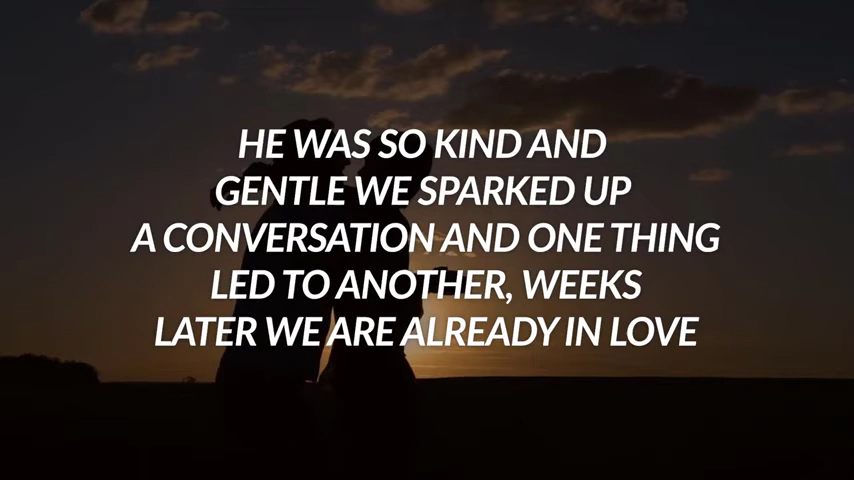 HE WAS SO KIND AND
GENTLE WE SPARKED UP
A CONVERSATION AND ONE THING
LED TO ANOTHER, WEEKS
LATER WE ARE ALREADY IN LOVE